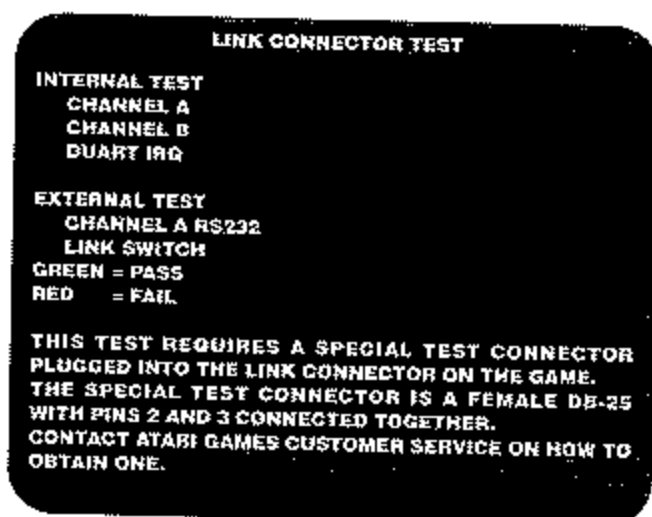 LINK CONNECTOR TEST
INTERNAL TEST
CHANNEL A
CHANNEL B
DUART IRQ
EXTERNAL TEST
CHANNEL A RS232
LINK SWITCH
GREEN = PASS
RED = FAIL
THIS TEST REQUIRES A SPECIAL TEST CONNECTOR
PLUGGED INTO THE LINK CONNECTOR ON THE GAME.
THE SPECIAL TEST CONNECTOR IS A FEMALE DB-25
WITH PINS 2 AND 3 CONNECTED TOGETHER.
CONTACT ATARI GAMES CUSTOMER SERVICE ON HOW TO
OBTAIN ONE.